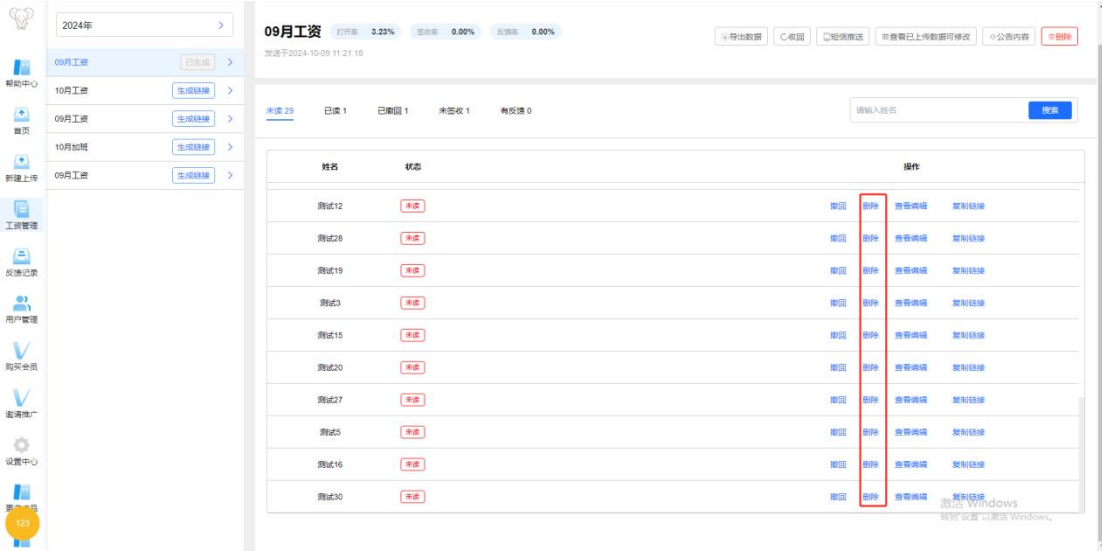 2024年
09月工资 已生成
10月工资 生成链接
09月工资 生成链接
10月加班 生成链接
09月工资 生成链接
帮助中心
首页
新建上传
工资管理
反馈记录
用户管理
购买会员
邀请推广
设置中心
123
09月工资 打开率 3.23% 签收率 0.00% 反馈率 0.00%
发送于2024-10-09 11:21:18
导出数据 收回 短信推送 查看已上传数据可修改 公告内容 删除
未读 29 已读 1 已撤回 1 未签收 1 有反馈 0
请输入姓名 搜索
姓名 状态 操作
测试12 未读 撤回 删除 查看编辑 复制链接
测试28 未读 撤回 删除 查看编辑 复制链接
测试19 未读 撤回 删除 查看编辑 复制链接
测试3 未读 撤回 删除 查看编辑 复制链接
测试15 未读 撤回 删除 查看编辑 复制链接
测试20 未读 撤回 删除 查看编辑 复制链接
测试27 未读 撤回 删除 查看编辑 复制链接
测试5 未读 撤回 删除 查看编辑 复制链接
测试16 未读 撤回 删除 查看编辑 复制链接
测试30 未读 撤回 删除 查看编辑 复制链接
激活 Windows
转到"设置"以激活 Windows。